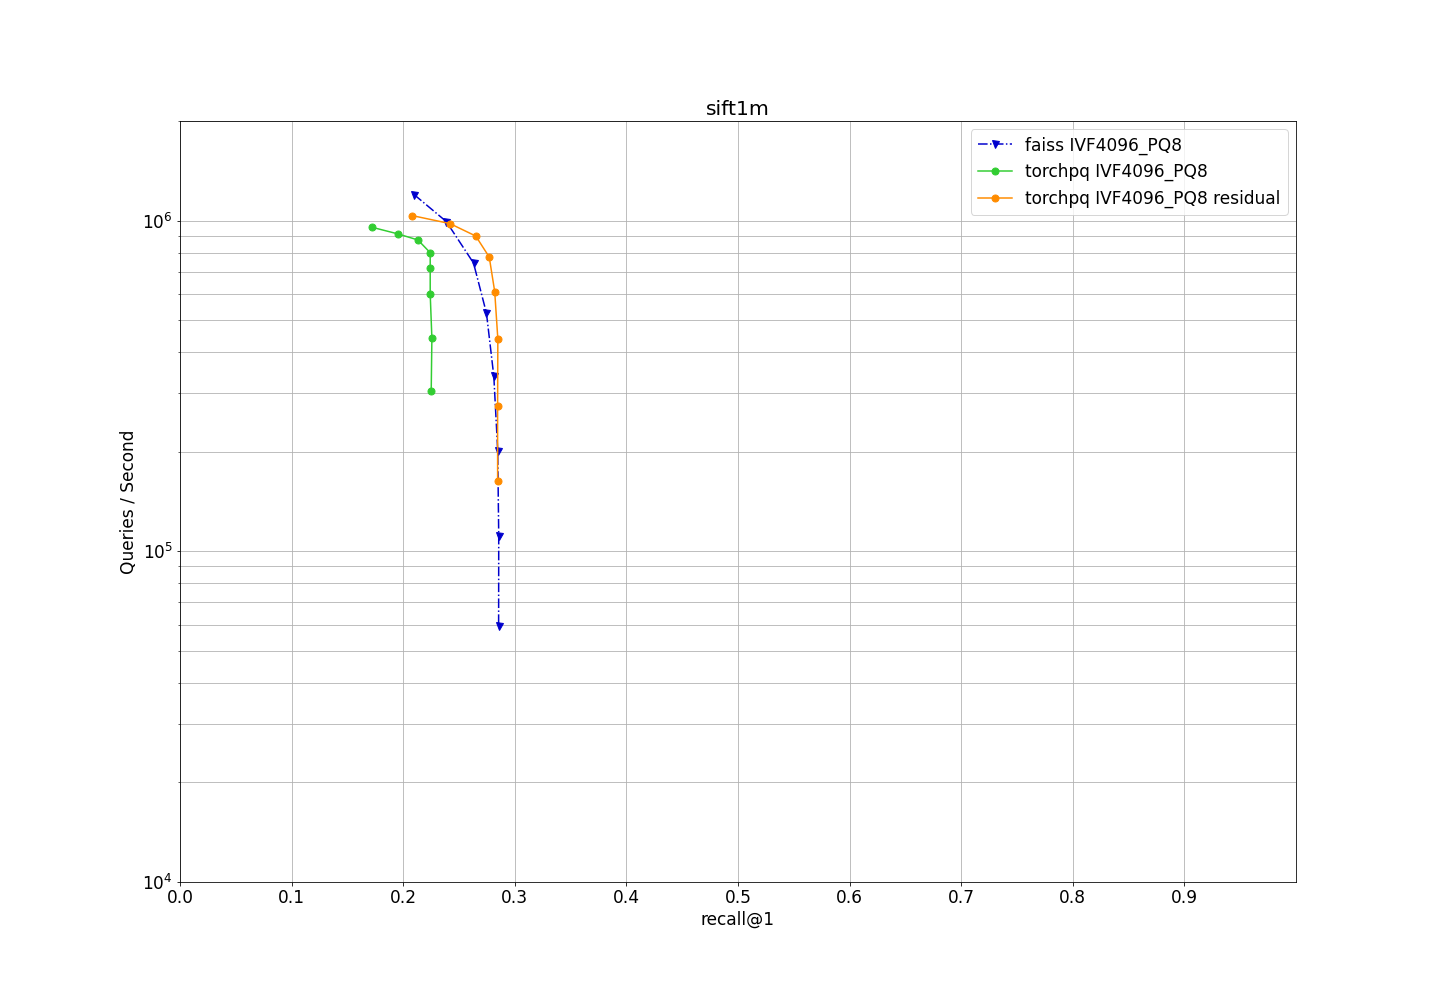 sift1m
faiss IVF4096_PQ8
torchpq IVF4096_PQ8
torchpq IVF4096_PQ8 residual
Queries / Second
10^6
10^5
10^4
0.0 0.1 0.2 0.3 0.4 0.5 0.6 0.7 0.8 0.9
recall@1